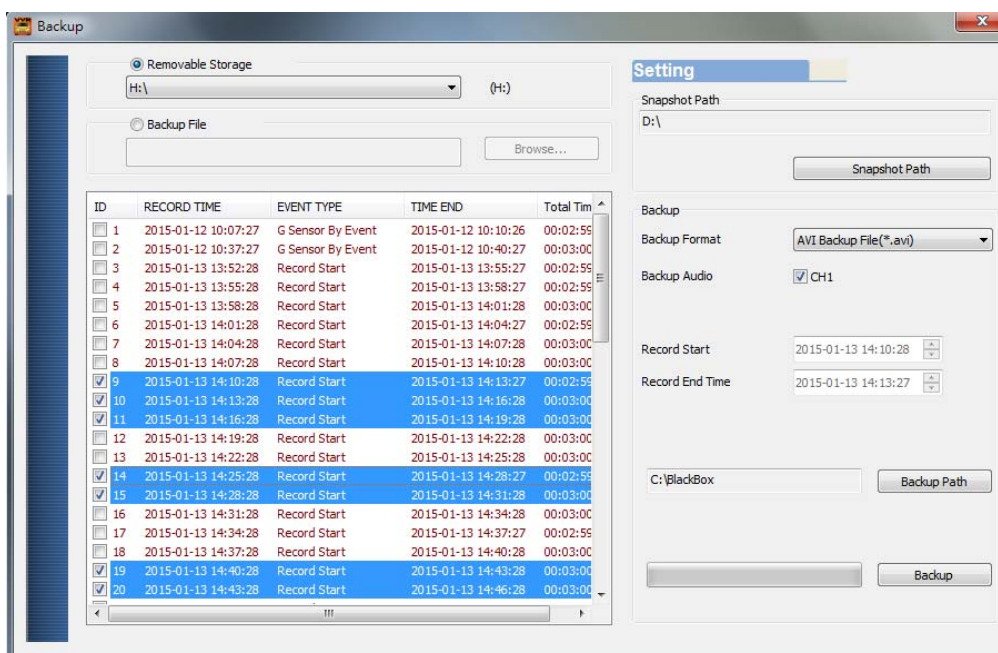 Backup
Removable Storage
H:\ (H:)
Backup File
Browse...
ID RECORD TIME EVENT TYPE TIME END Total Tim
1 2015-01-12 10:07:27 G Sensor By Event 2015-01-12 10:10:26 00:02:59
2 2015-01-12 10:37:27 G Sensor By Event 2015-01-12 10:40:27 00:03:00
3 2015-01-13 13:52:28 Record Start 2015-01-13 13:55:27 00:02:59
4 2015-01-13 13:55:28 Record Start 2015-01-13 13:58:27 00:02:59
5 2015-01-13 13:58:28 Record Start 2015-01-13 14:01:28 00:03:00
6 2015-01-13 14:01:28 Record Start 2015-01-13 14:04:27 00:02:59
7 2015-01-13 14:04:28 Record Start 2015-01-13 14:07:28 00:03:00
8 2015-01-13 14:07:28 Record Start 2015-01-13 14:10:28 00:03:00
9 2015-01-13 14:10:28 Record Start 2015-01-13 14:13:27 00:02:59
10 2015-01-13 14:13:28 Record Start 2015-01-13 14:16:28 00:03:00
11 2015-01-13 14:16:28 Record Start 2015-01-13 14:19:28 00:03:00
12 2015-01-13 14:19:28 Record Start 2015-01-13 14:22:28 00:03:00
13 2015-01-13 14:22:28 Record Start 2015-01-13 14:25:28 00:03:00
14 2015-01-13 14:25:28 Record Start 2015-01-13 14:28:27 00:02:59
15 2015-01-13 14:28:28 Record Start 2015-01-13 14:31:28 00:03:00
16 2015-01-13 14:31:28 Record Start 2015-01-13 14:34:28 00:03:00
17 2015-01-13 14:34:28 Record Start 2015-01-13 14:37:27 00:02:59
18 2015-01-13 14:37:28 Record Start 2015-01-13 14:40:28 00:03:00
19 2015-01-13 14:40:28 Record Start 2015-01-13 14:43:28 00:03:00
20 2015-01-13 14:43:28 Record Start 2015-01-13 14:46:28 00:03:00
Setting
Snapshot Path
D:\
Snapshot Path
Backup
Backup Format AVI Backup File(*.avi)
Backup Audio CH1
Record Start 2015-01-13 14:10:28
Record End Time 2015-01-13 14:13:27
C:\BlackBox Backup Path
Backup